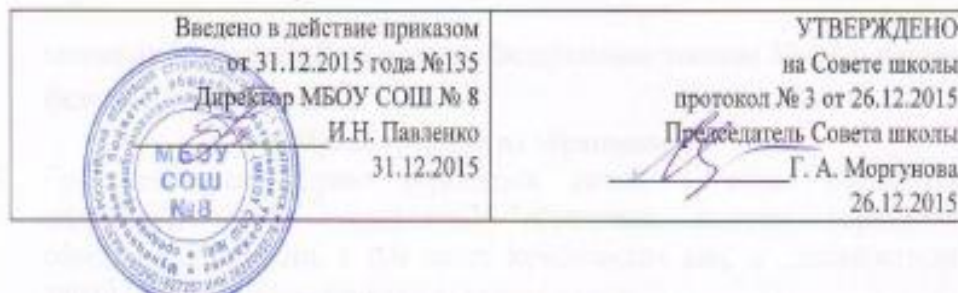 Введено в действие приказом
от 31.12.2015 года №135
Директор МБОУ СОШ № 8
И.Н. Павленко
31.12.2015
МБОУ
СОШ
№8
УТВЕРЖДЕНО
на Совете школы
протокол № 3 от 26.12.2015
Председатель Совета школы
Г. А. Моргунова
26.12.2015